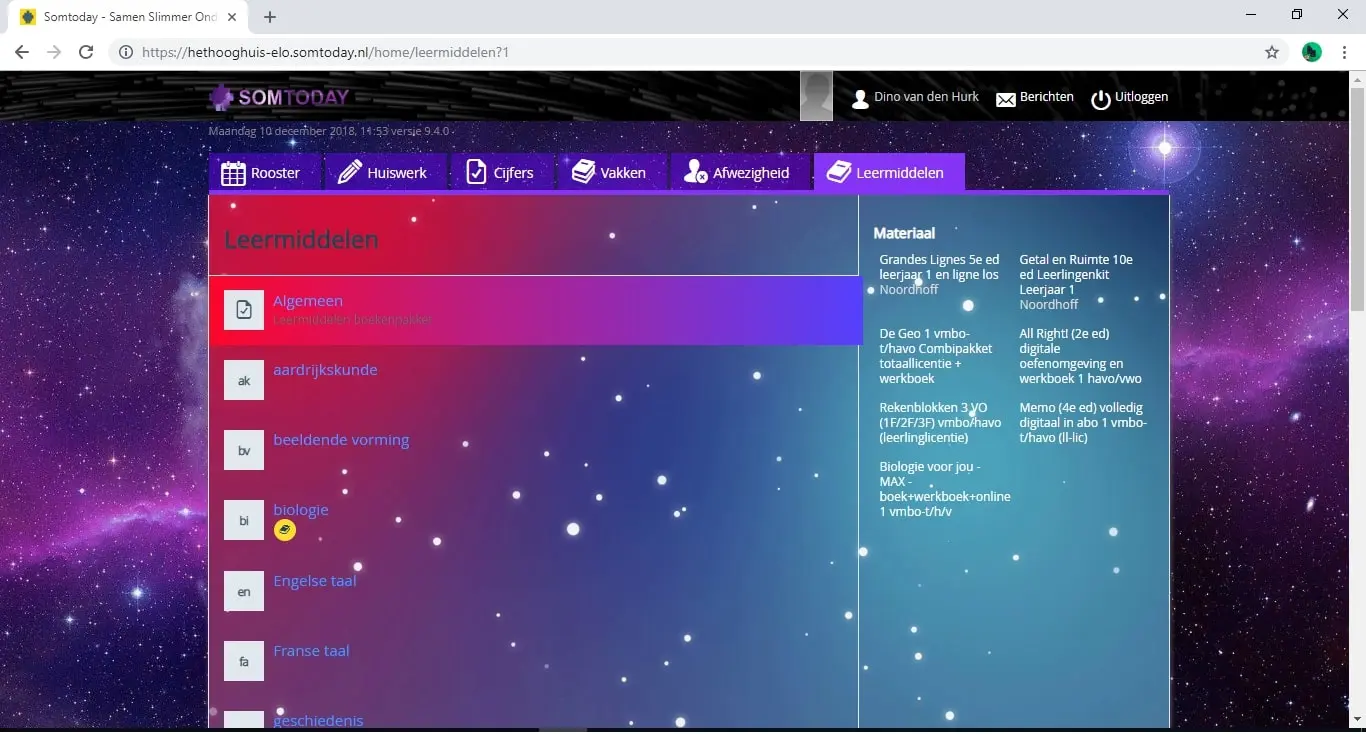 Somtoday - Samen Slimmer Ond
https://hethooghuis-elo.somtoday.nl/home/leermiddelen?1
SOMTODAY
Dino van den Hurk
Berichten
Uitloggen
Maandag 10 december 2018, 11:53 versie 9.4.0 -
Rooster
Huiswerk
Cijfers
Vakken
Afwezigheid
Leermiddelen
Leermiddelen
Algemeen
Leermiddelen boekenpakket
ak
aardrijkskunde
bv
beeldende vorming
bi
biologie
en
Engelse taal
fa
Franse taal
geschiedenis
Materiaal
Grandes Lignes 5e ed
leerjaar 1 en ligne los
Noordhoff
Getal en Ruimte 10e
ed Leerlingenkit
Leerjaar 1
Noordhoff
De Geo 1 vmbo-
t/havo Combipakket
totaallicentie +
werkboek
All Right! (2e ed)
digitale
oefenomgeving en
werkboek 1 havo/vwo
Rekenblokken 3 VO
(1F/2F/3F) vmbo/havo
(leerlinglicentie)
Memo (4e ed) volledig
digitaal in abo 1 vmbo-
t/havo (ll-lic)
Biologie voor jou -
MAX -
boek+werkboek+online
1 vmbo-t/h/v